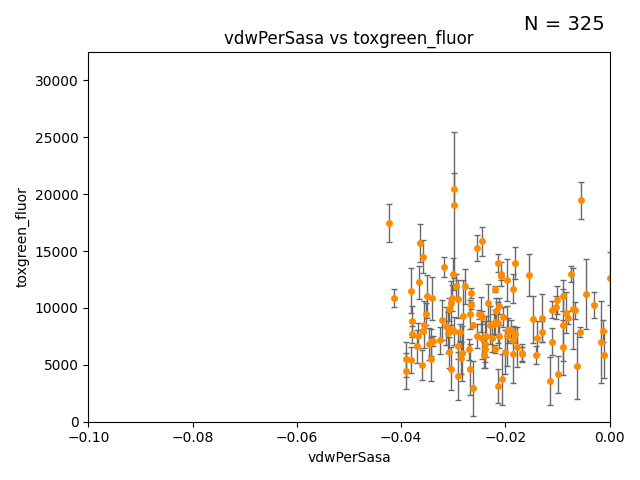 N = 325
vdwPerSasa vs toxgreen_fluor
30000
25000
20000
15000
10000
5000
0
toxgreen_fluor
−0.10 −0.08 −0.06 −0.04 −0.02 0.00
vdwPerSasa